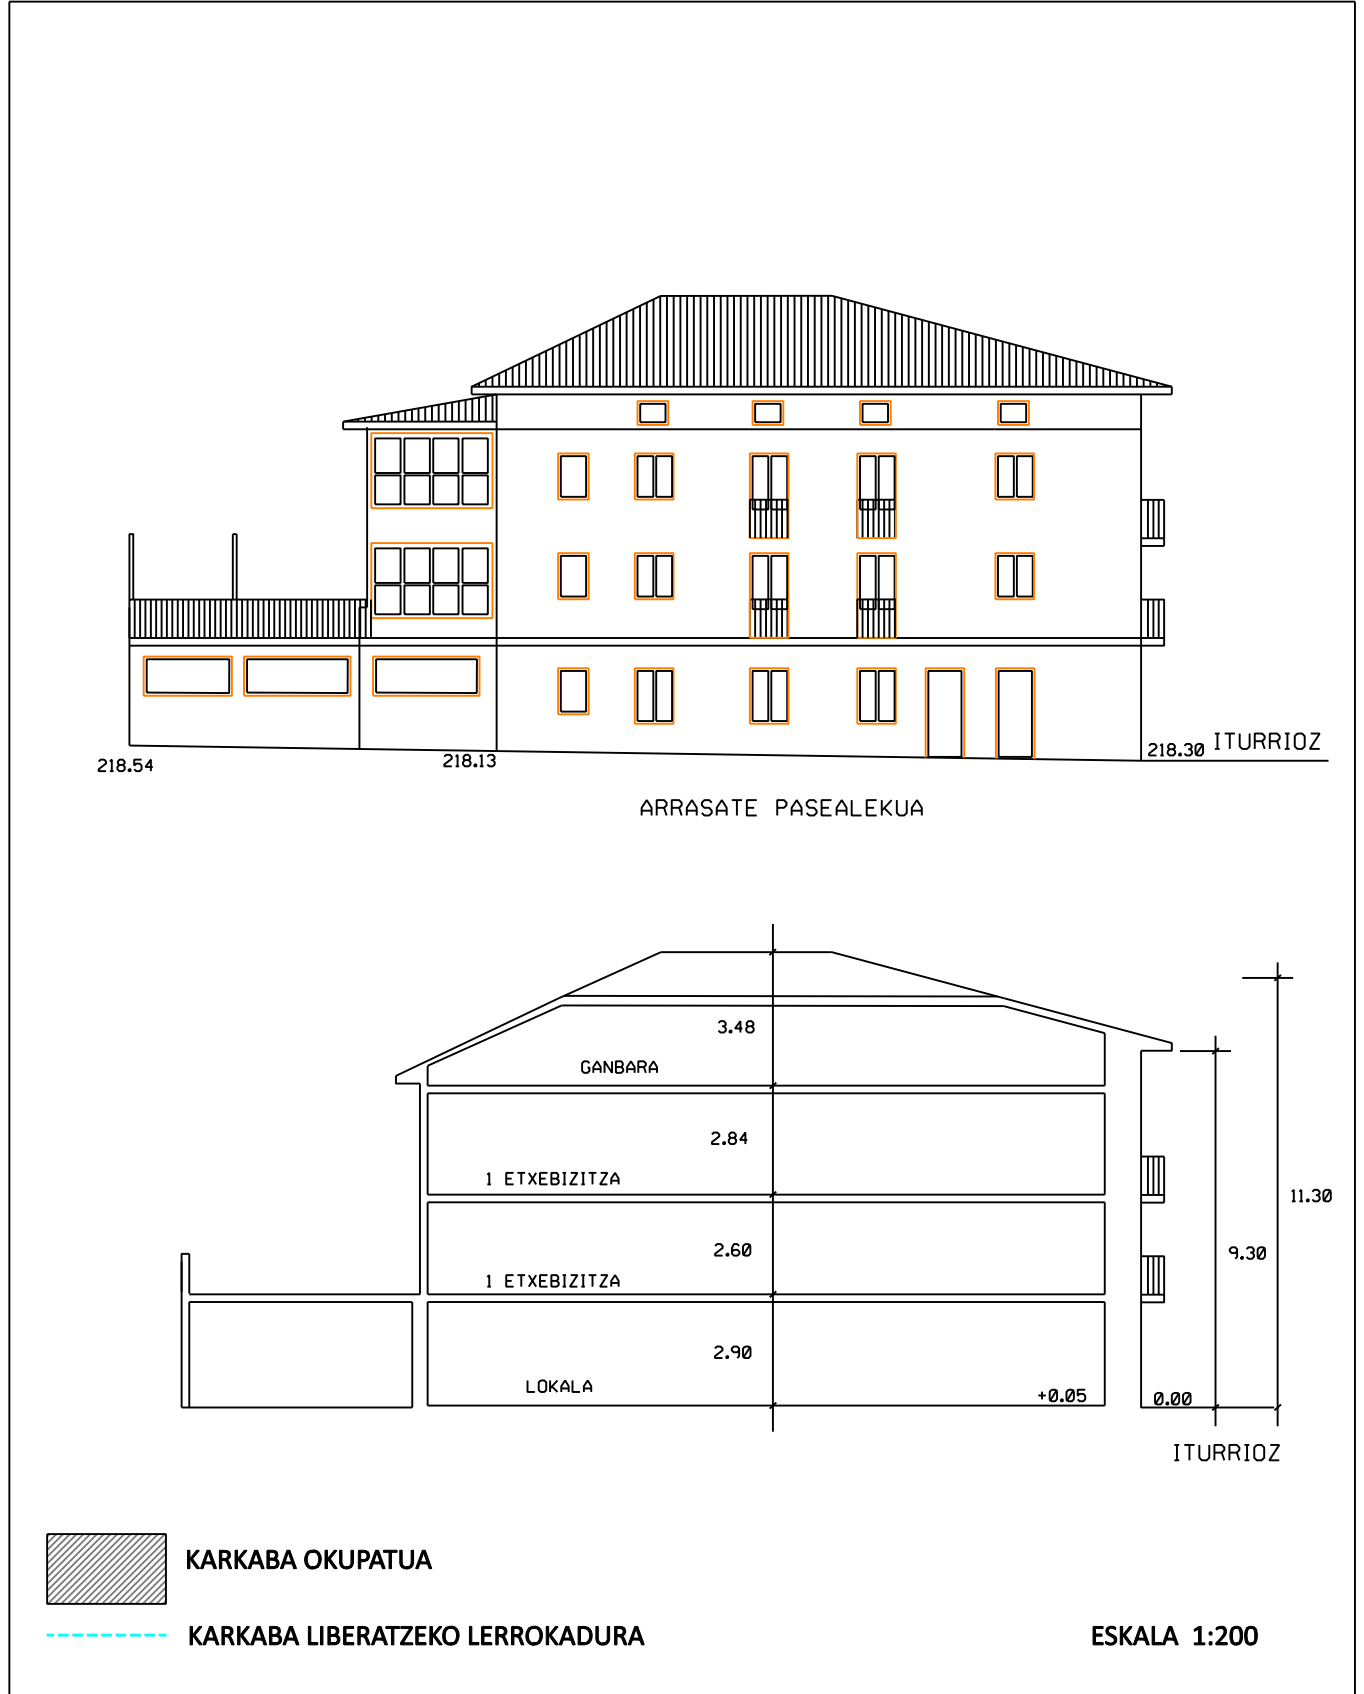 218.54
218.13
218.30 ITURRIOZ
ARRASATE PASEALEKUA
3.48
GANBARA
2.84
1 ETXEBIZITZA
11.30
2.60
9.30
1 ETXEBIZITZA
2.90
LOKALA
+0.05
0.00
ITURRIOZ
KARKABA OKUPATUA
KARKABA LIBERATZEKO LERROKADURA
ESKALA 1:200